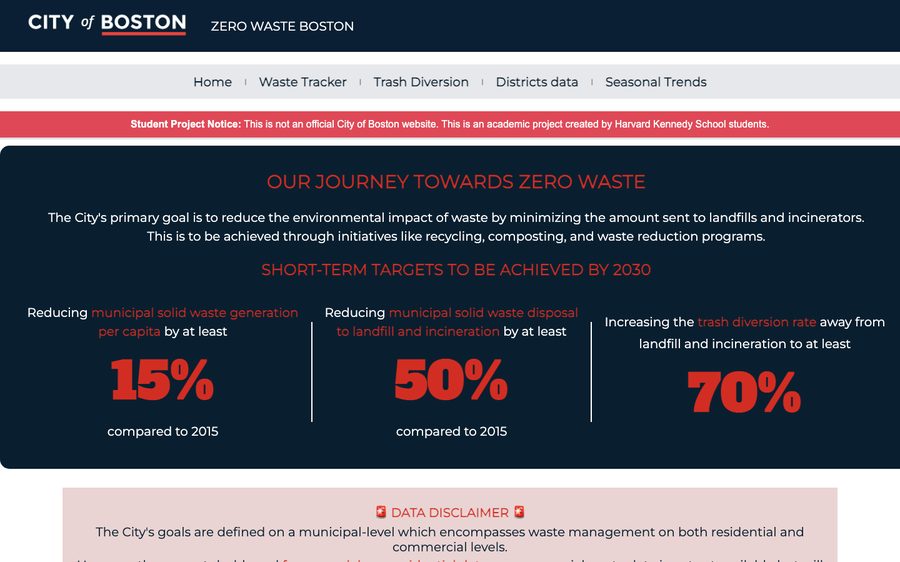 CITY of BOSTON
ZERO WASTE BOSTON
Home
Waste Tracker
Trash Diversion
Districts data
Seasonal Trends
Student Project Notice: This is not an official City of Boston website. This is an academic project created by Harvard Kennedy School students.
OUR JOURNEY TOWARDS ZERO WASTE
The City's primary goal is to reduce the environmental impact of waste by minimizing the amount sent to landfills and incinerators.
This is to be achieved through initiatives like recycling, composting, and waste reduction programs.
SHORT-TERM TARGETS TO BE ACHIEVED BY 2030
Reducing municipal solid waste generation
per capita by at least
15%
compared to 2015
Reducing municipal solid waste disposal
to landfill and incineration by at least
50%
compared to 2015
Increasing the trash diversion rate away from
landfill and incineration to at least
70%
DATA DISCLAIMER
The City's goals are defined on a municipal-level which encompasses waste management on both residential and
commercial levels.